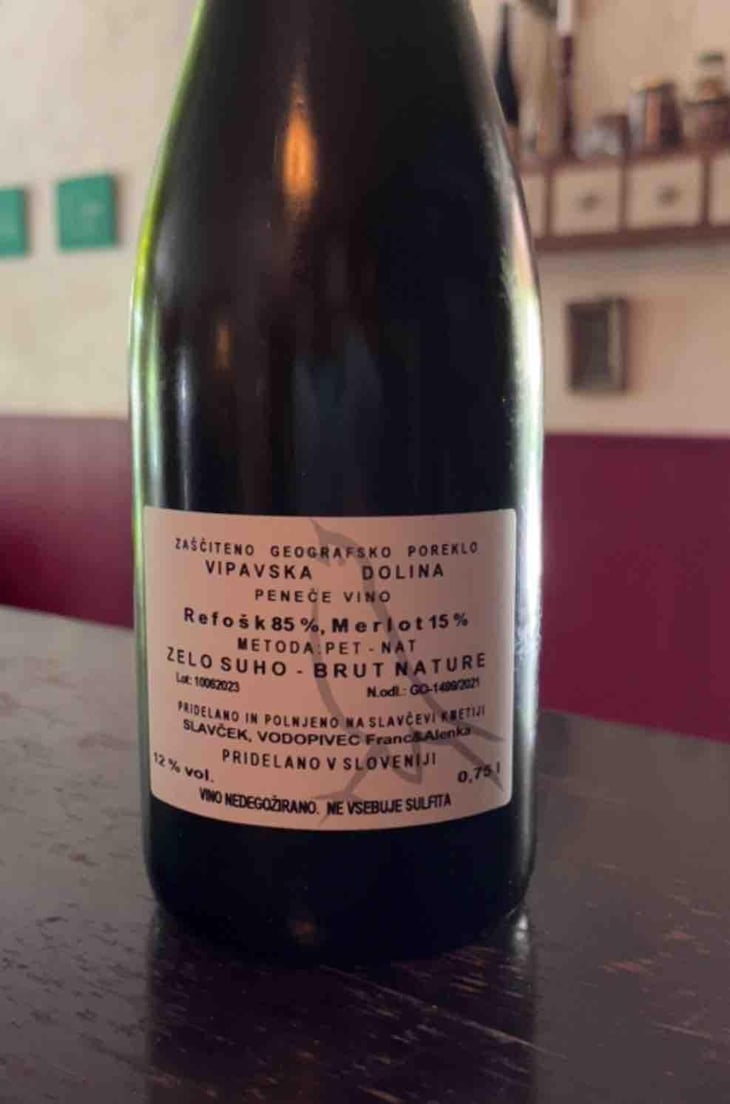 ZAŠČITENO GEOGRAFSKO POREKLO
VIPAVSKA DOLINA
PENEČE VINO
Refošk 85%, Merlot 15%
METODA: PET - NAT
ZELO SUHO - BRUT NATURE
Lot: 10062023 N.odl.: GO-1499/2021
PRIDELANO IN POLNJENO NA SLAVČEVI KMETIJI
SLAVČEK, VODOPIVEC Franc&Alenka
PRIDELANO V SLOVENIJI
12 % vol. 0,75 l
VINO NEDEGOŽIRANO. NE VSEBUJE SULFITA